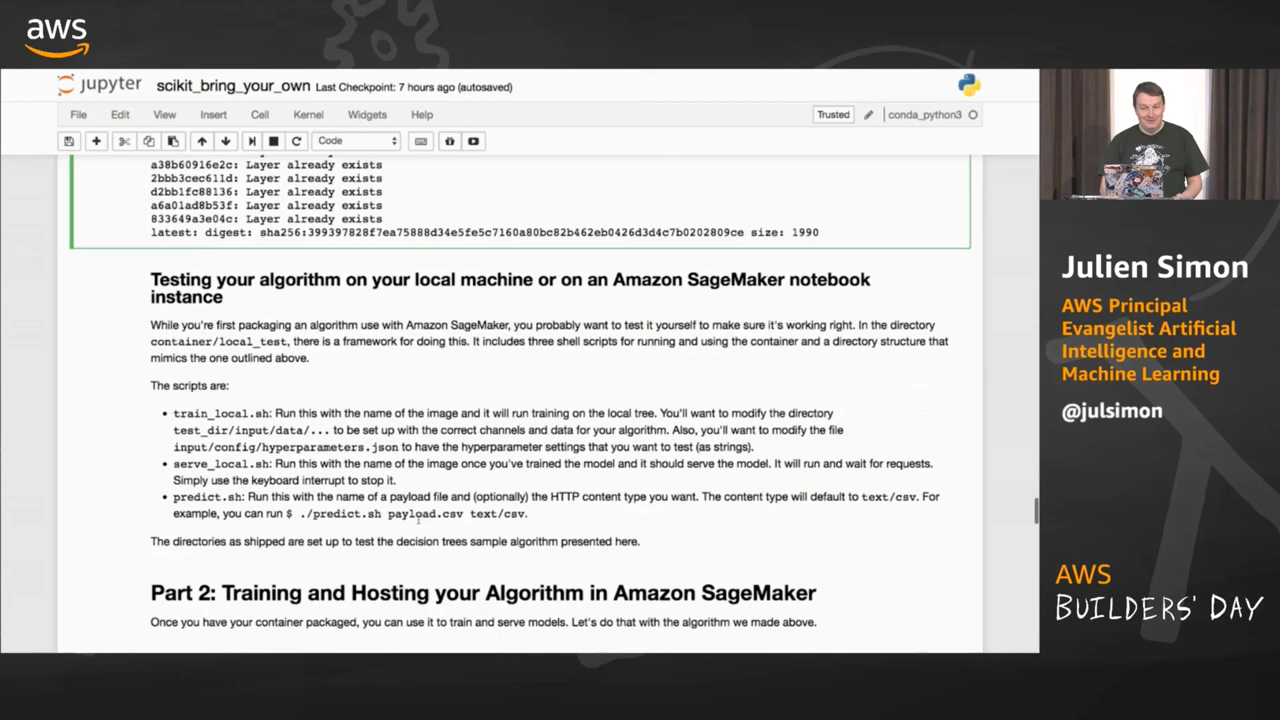 aws
jupyter scikit_bring_your_own Last Checkpoint: 7 hours ago (autosaved)
File Edit View Insert Cell Kernel Widgets Help
Trusted conda_python3
Code
a38b60916e2c: Layer already exists
2bbb3cec611d: Layer already exists
d2bb1fc88136: Layer already exists
a6a01ad8b53f: Layer already exists
833649a3e04c: Layer already exists
latest: digest: sha256:399397828f7ea75888d34e5fe5c7160a80bc82b462eb0426d3d4c7b0202809ce size: 1990
Testing your algorithm on your local machine or on an Amazon SageMaker notebook
instance
While you're first packaging an algorithm use with Amazon SageMaker, you probably want to test it yourself to make sure it's working right. In the directory
container/local_test, there is a framework for doing this. It includes three shell scripts for running and using the container and a directory structure that
mimics the one outlined above.
The scripts are:
• train_local.sh: Run this with the name of the image and it will run training on the local tree. You'll want to modify the directory
test_dir/input/data/... to be set up with the correct channels and data for your algorithm. Also, you'll want to modify the file
input/config/hyperparameters.json to have the hyperparameter settings that you want to test (as strings).
• serve_local.sh: Run this with the name of the image once you've trained the model and it should serve the model. It will run and wait for requests.
Simply use the keyboard interrupt to stop it.
• predict.sh: Run this with the name of a payload file and (optionally) the HTTP content type you want. The content type will default to text/csv. For
example, you can run $ ./predict.sh payload.csv text/csv.
The directories as shipped are set up to test the decision trees sample algorithm presented here.
Part 2: Training and Hosting your Algorithm in Amazon SageMaker
Once you have your container packaged, you can use it to train and serve models. Let's do that with the algorithm we made above.
Julien Simon
AWS Principal
Evangelist Artificial
Intelligence and
Machine Learning
@julsimon
AWS
BUILDERS' DAY